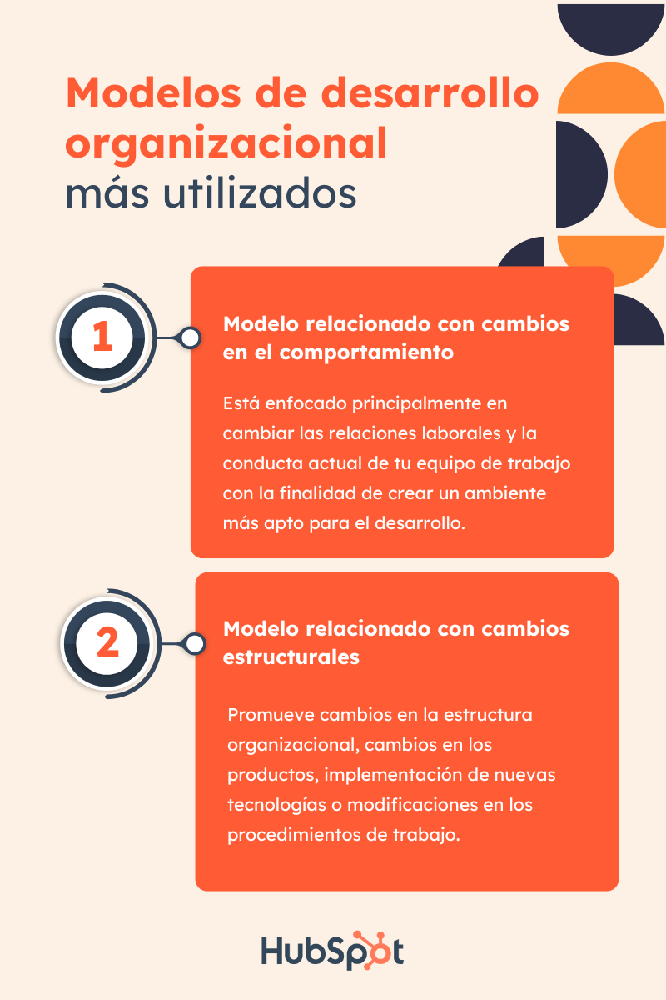 Modelos de desarrollo
organizacional
más utilizados
1
Modelo relacionado con cambios
en el comportamiento
Está enfocado principalmente en
cambiar las relaciones laborales y la
conducta actual de tu equipo de trabajo
con la finalidad de crear un ambiente
más apto para el desarrollo.
2
Modelo relacionado con cambios
estructurales
Promueve cambios en la estructura
organizacional, cambios en los
productos, implementación de nuevas
tecnologías o modificaciones en los
procedimientos de trabajo.
HubSpot